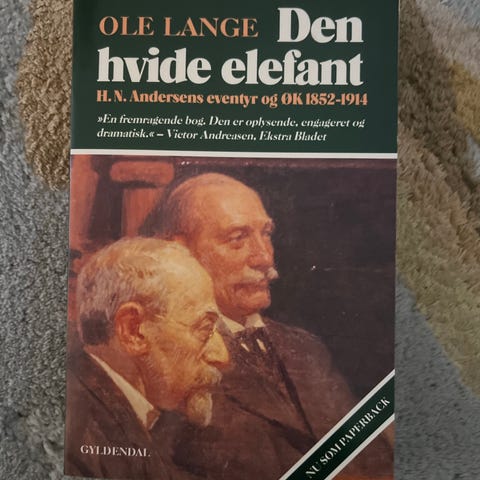 OLE LANGE Den
hvide elefant
H. N. Andersens eventyr og ØK 1852-1914
»En fremragende bog. Den er oplysende, engageret og
dramatisk.« – Victor Andreasen, Ekstra Bladet
GYLDENDAL
NU SOM PAPERBACK